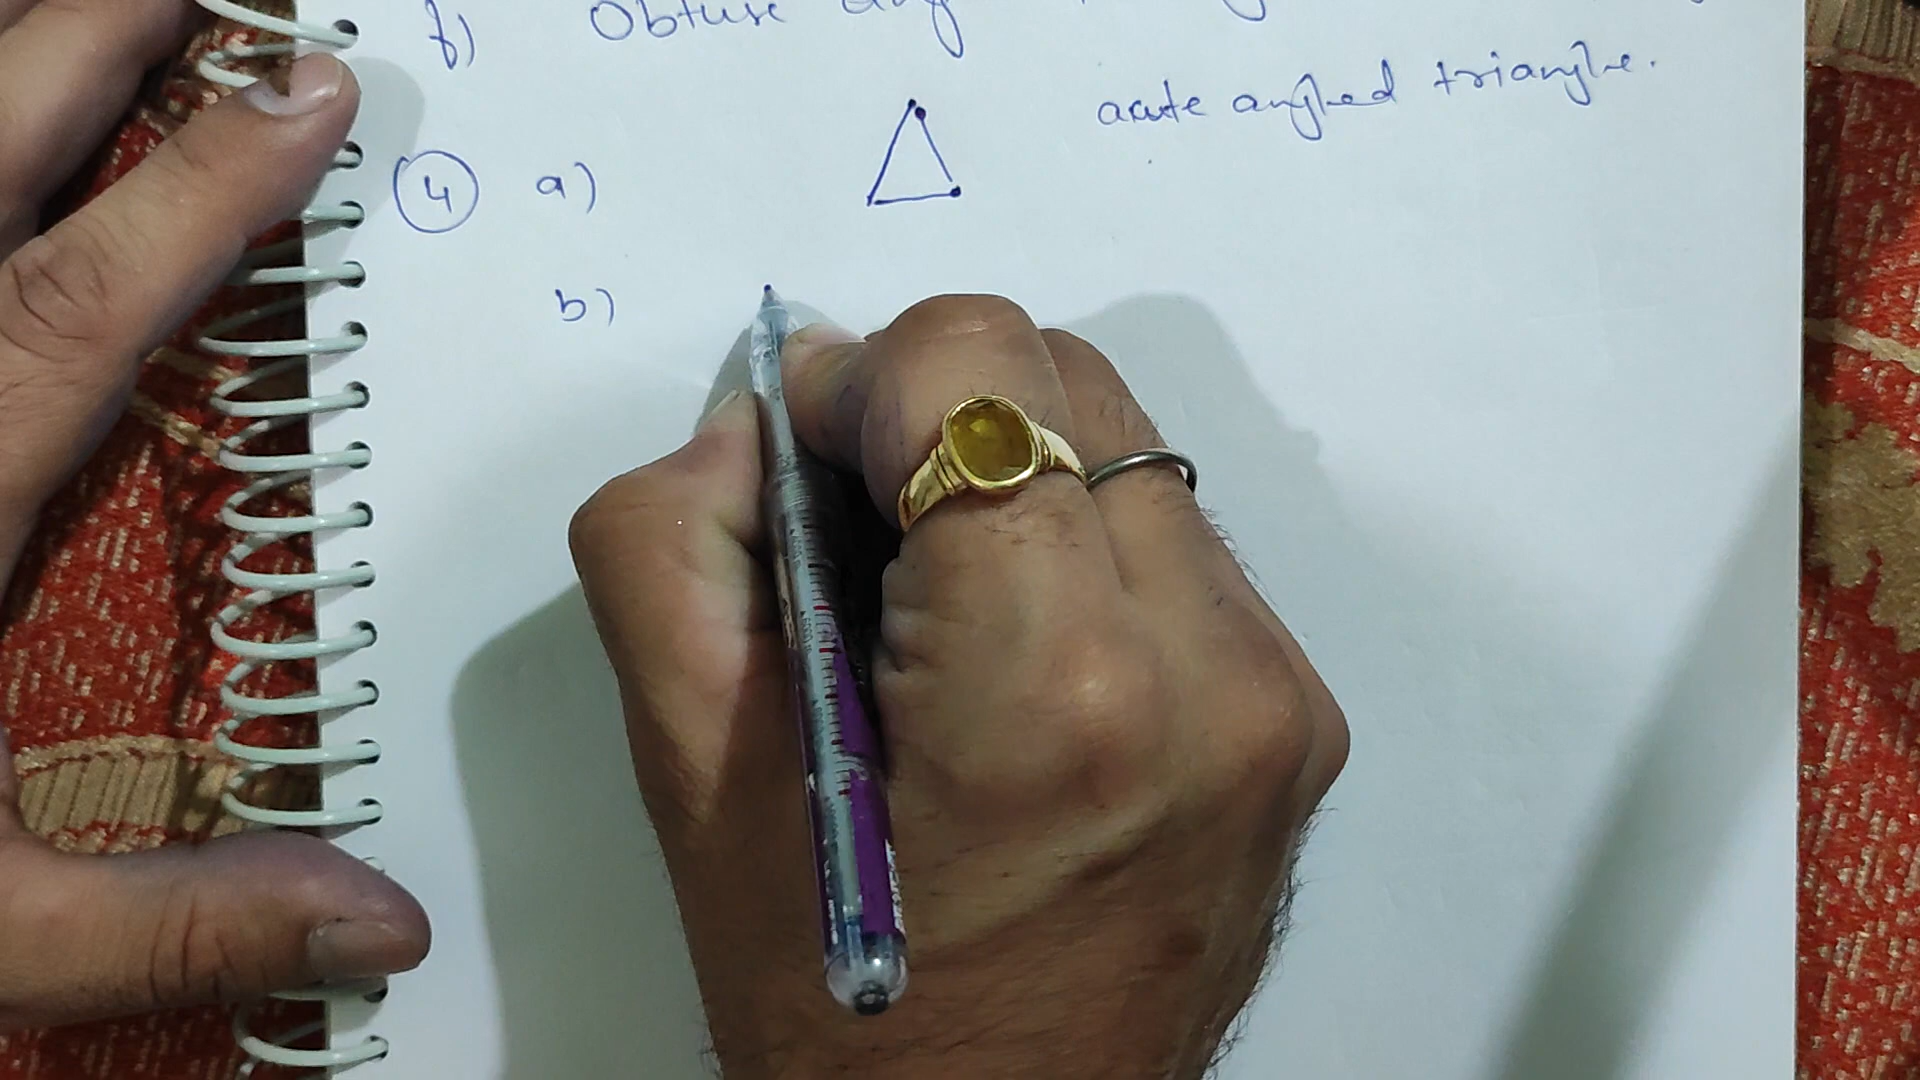 f) Obtuse
acute angled triangle.
4 a)
b)